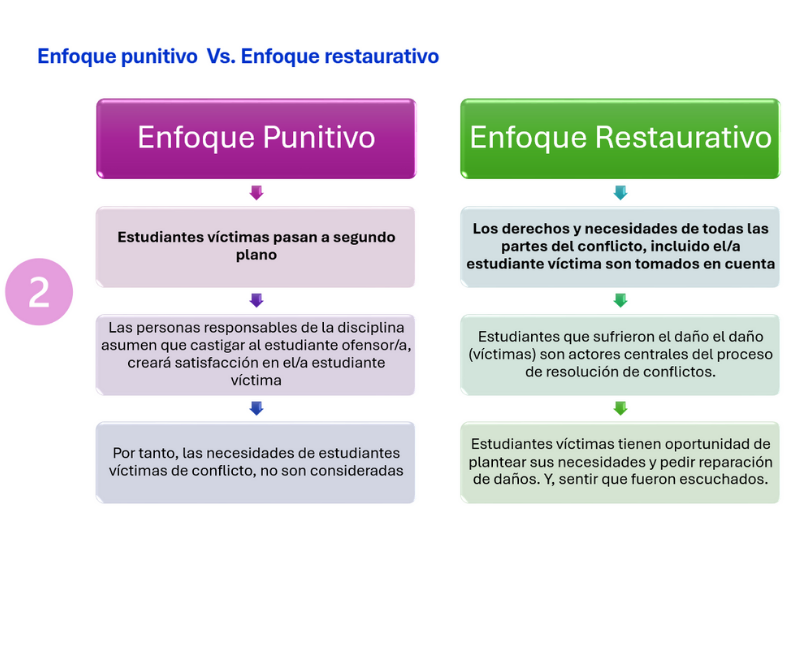 Enfoque punitivo  Vs. Enfoque restaurativo
Enfoque Punitivo
Estudiantes víctimas pasan a segundo
plano
Las personas responsables de la disciplina
asumen que castigar al estudiante ofensor/a,
creará satisfacción en el/a estudiante
víctima
Por tanto, las necesidades de estudiantes
víctimas de conflicto, no son consideradas
Enfoque Restaurativo
Los derechos y necesidades de todas las
partes del conflicto, incluido el/a
estudiante víctima son tomados en cuenta
Estudiantes que sufrieron el daño el daño
(víctimas) son actores centrales del proceso
de resolución de conflictos.
Estudiantes víctimas tienen oportunidad de
plantear sus necesidades y pedir reparación
de daños. Y, sentir que fueron escuchados.
2